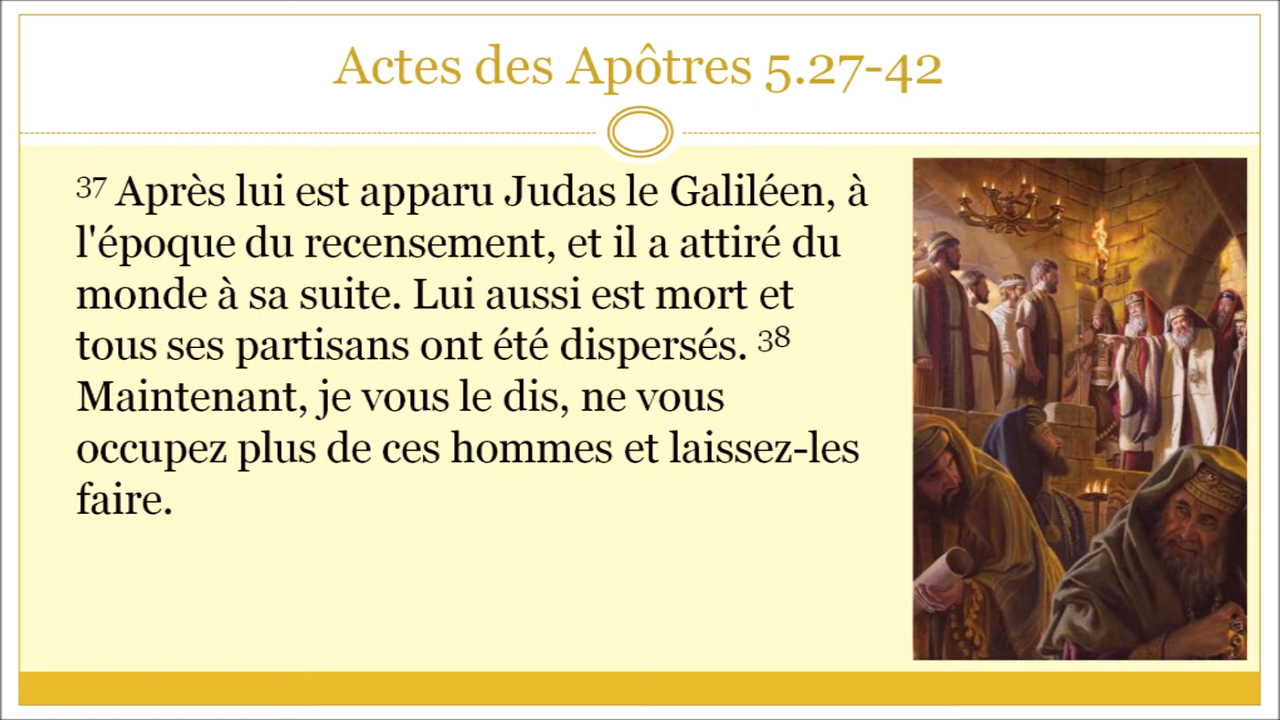 Actes des Apôtres 5.27-42
37 Après lui est apparu Judas le Galiléen, à
l'époque du recensement, et il a attiré du
monde à sa suite. Lui aussi est mort et
tous ses partisans ont été dispersés. 38
Maintenant, je vous le dis, ne vous
occupez plus de ces hommes et laissez-les
faire.